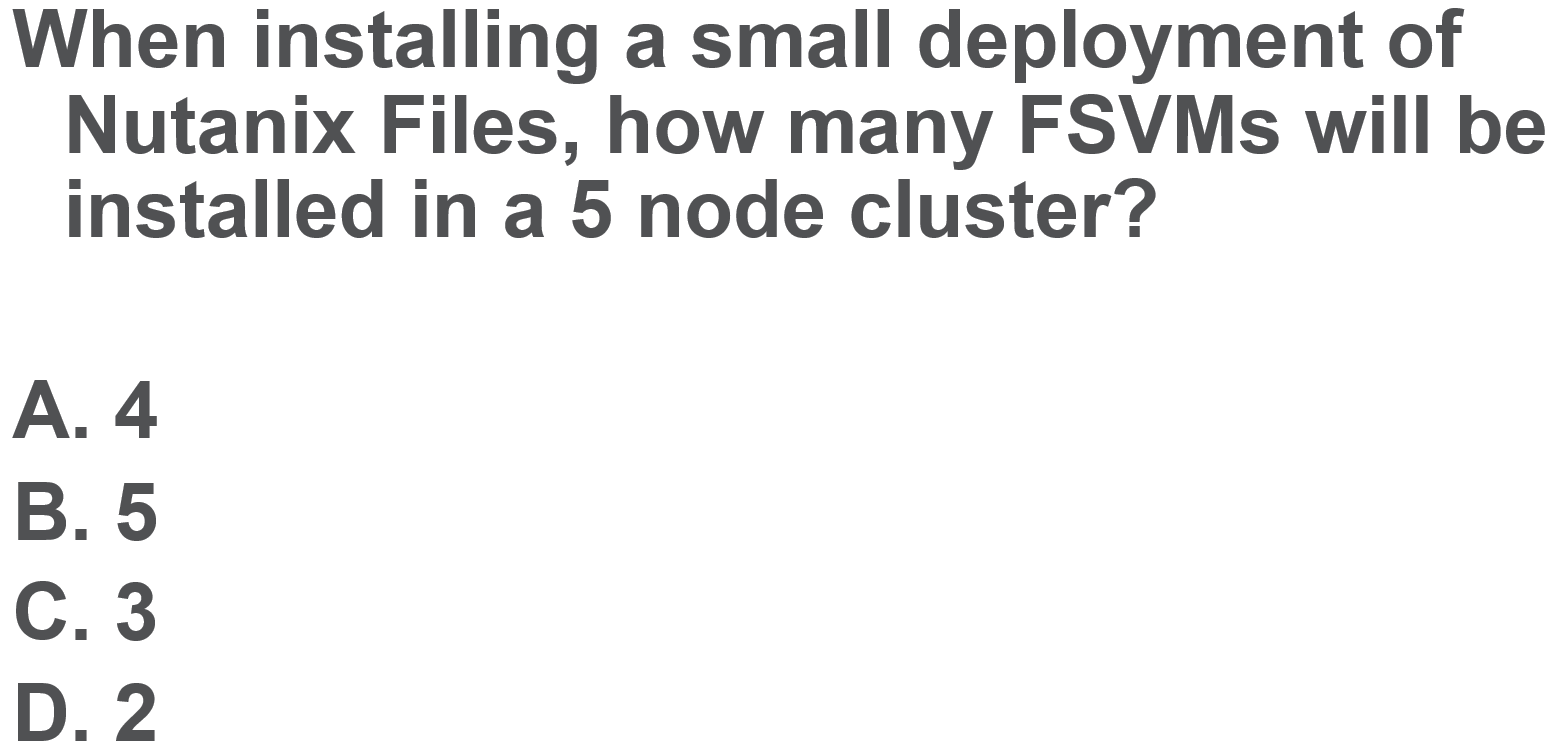 When installing a small deployment of
Nutanix Files, how many FSVMs will be
installed in a 5 node cluster?
A. 4
B. 5
C. 3
D. 2